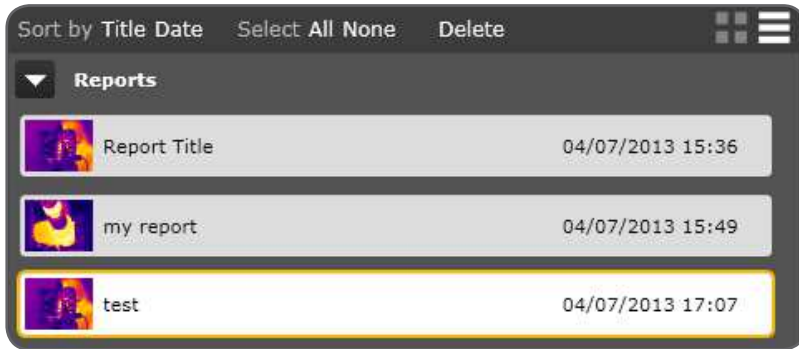 Sort by Title Date Select All None Delete
Reports
Report Title 04/07/2013 15:36
my report 04/07/2013 15:49
test 04/07/2013 17:07